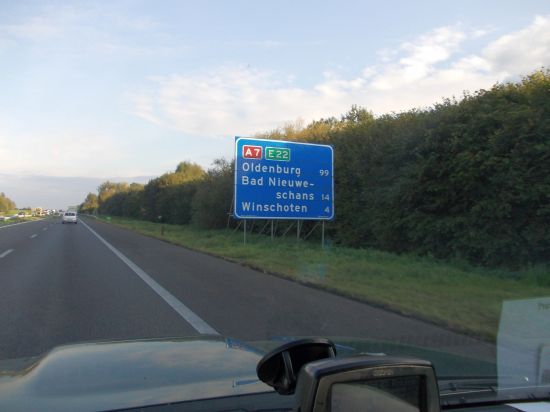 A7 E22
Oldenburg 99
Bad Nieuwe-
schans 14
Winschoten 4